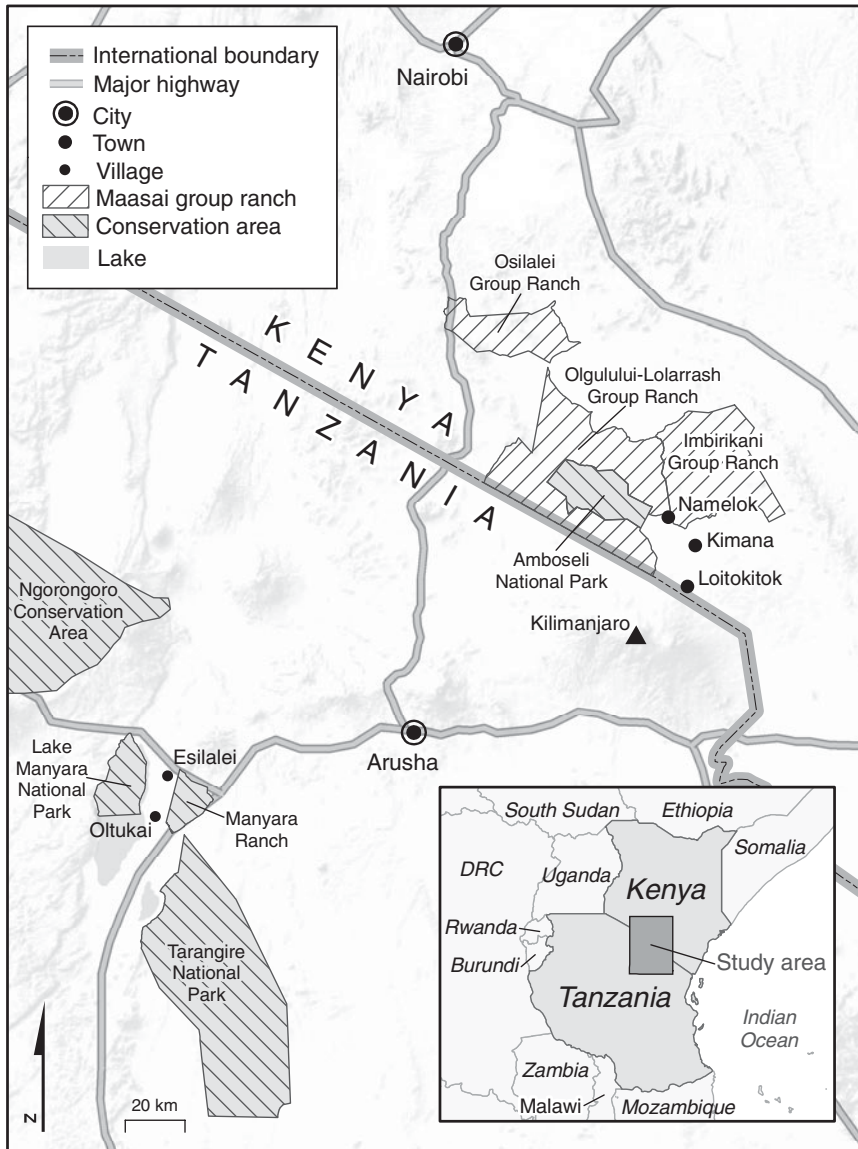 International boundary
Major highway
City
Town
Village
Maasai group ranch
Conservation area
Lake
Nairobi
Osilalei
Group Ranch
KENYA
TANZANIA
Olgulului-Lolarrash
Group Ranch
Imbirikani
Group Ranch
Namelok
Kimana
Amboseli
National Park
Loitokitok
Kilimanjaro
Ngorongoro
Conservation
Area
Arusha
Lake
Manyara
National
Park
Esilalei
Oltukai
Manyara
Ranch
Tarangire
National
Park
20 km
N
South Sudan
Ethiopia
Somalia
DRC
Uganda
Kenya
Rwanda
Burundi
Study area
Tanzania
Indian
Ocean
Zambia
Malawi
Mozambique